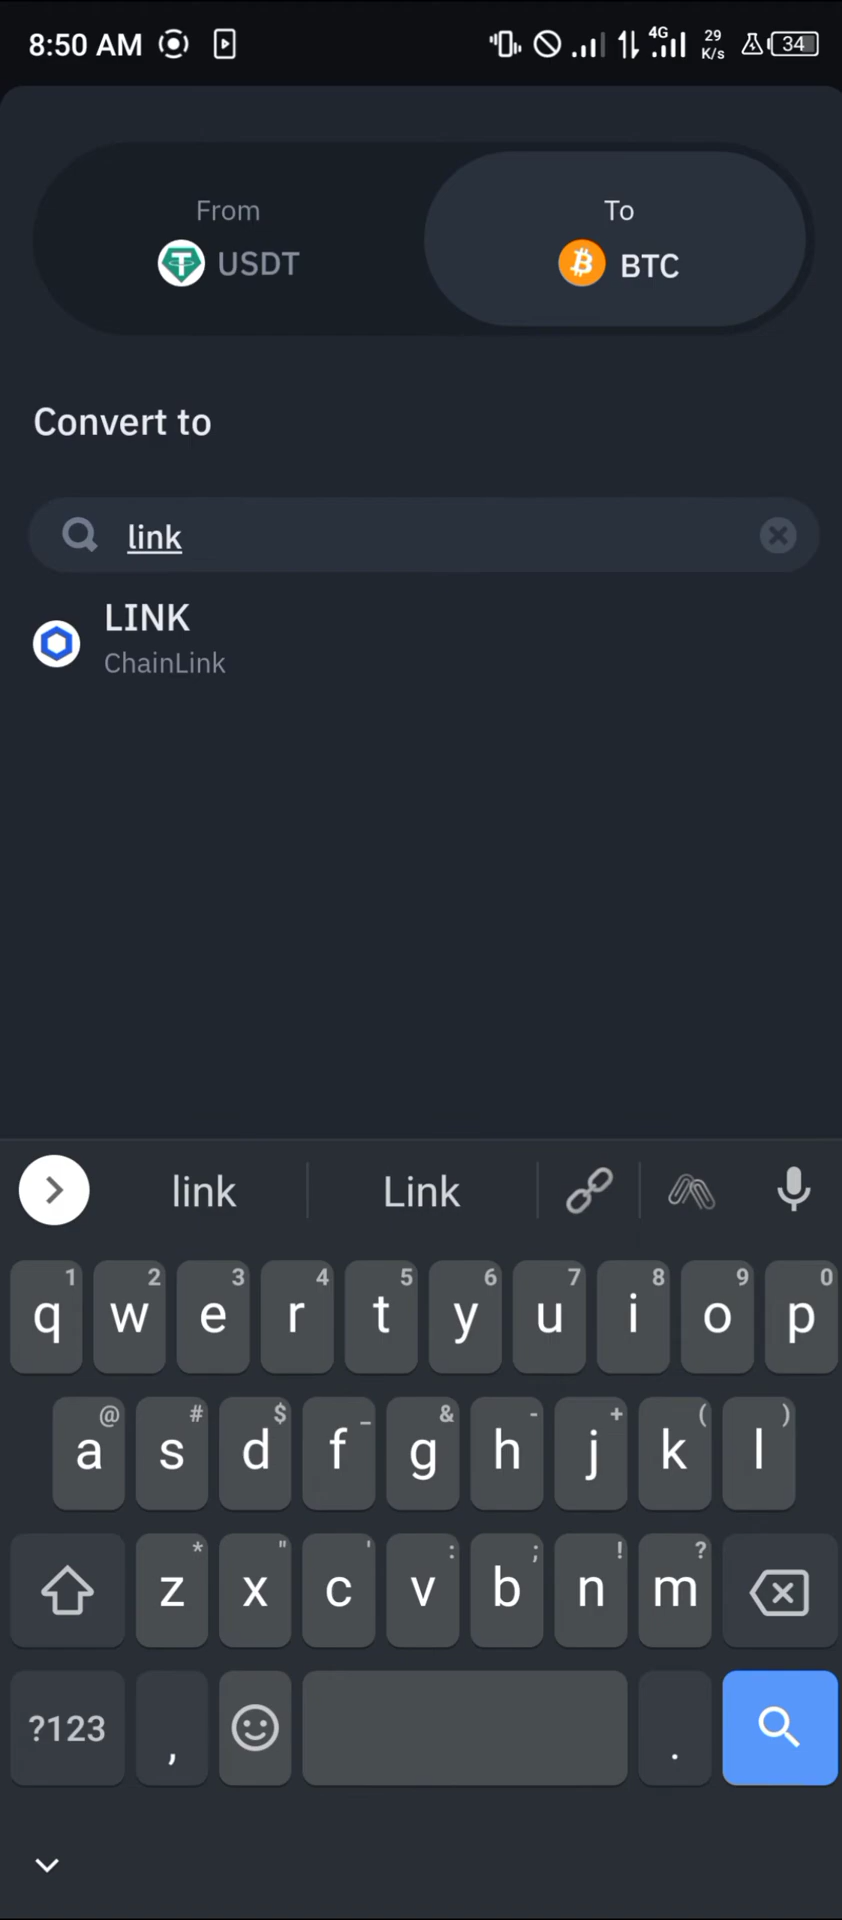 8:50 AM
4G
29 K/s
34
From
To
USDT
BTC
Convert to
link
LINK
ChainLink
link Link
1 2 3 4 5 6 7 8 9 0
q w e r t y u i o p
@ # $ _ & - + ( )
a s d f g h j k l
* " ' : ; ! ?
z x c v b n m
?123 , .